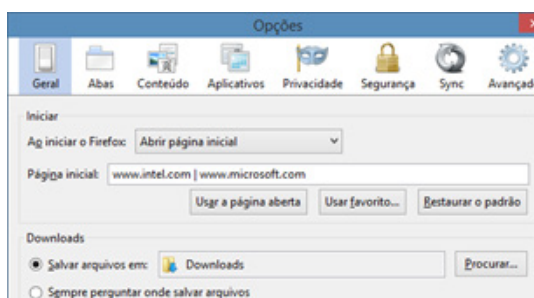 Opções
Geral Abas Conteúdo Aplicativos Privacidade Segurança Sync Avançad
Iniciar
Ao iniciar o Firefox: Abrir página inicial
Página inicial: www.intel.com | www.microsoft.com
Usar a página aberta Usar favorito... Restaurar o padrão
Downloads
Salvar arquivos em: Downloads Procurar...
Sempre perguntar onde salvar arquivos